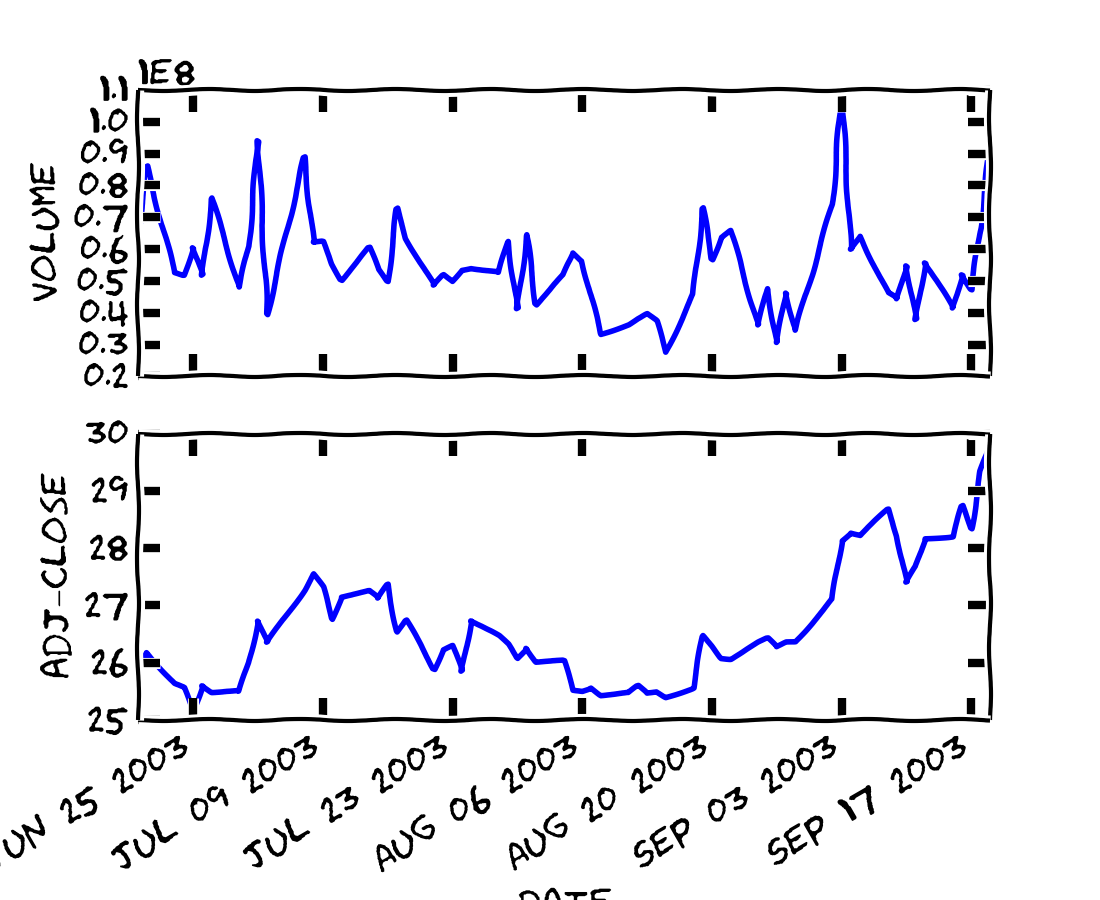 1E8
VOLUME
1.1
1.0
0.9
0.8
0.7
0.6
0.5
0.4
0.3
0.2
ADJ-CLOSE
30
29
28
27
26
25
UN 25 2003
JUL 09 2003
JUL 23 2003
AUG 06 2003
AUG 20 2003
SEP 03 2003
SEP 17 2003
DATE